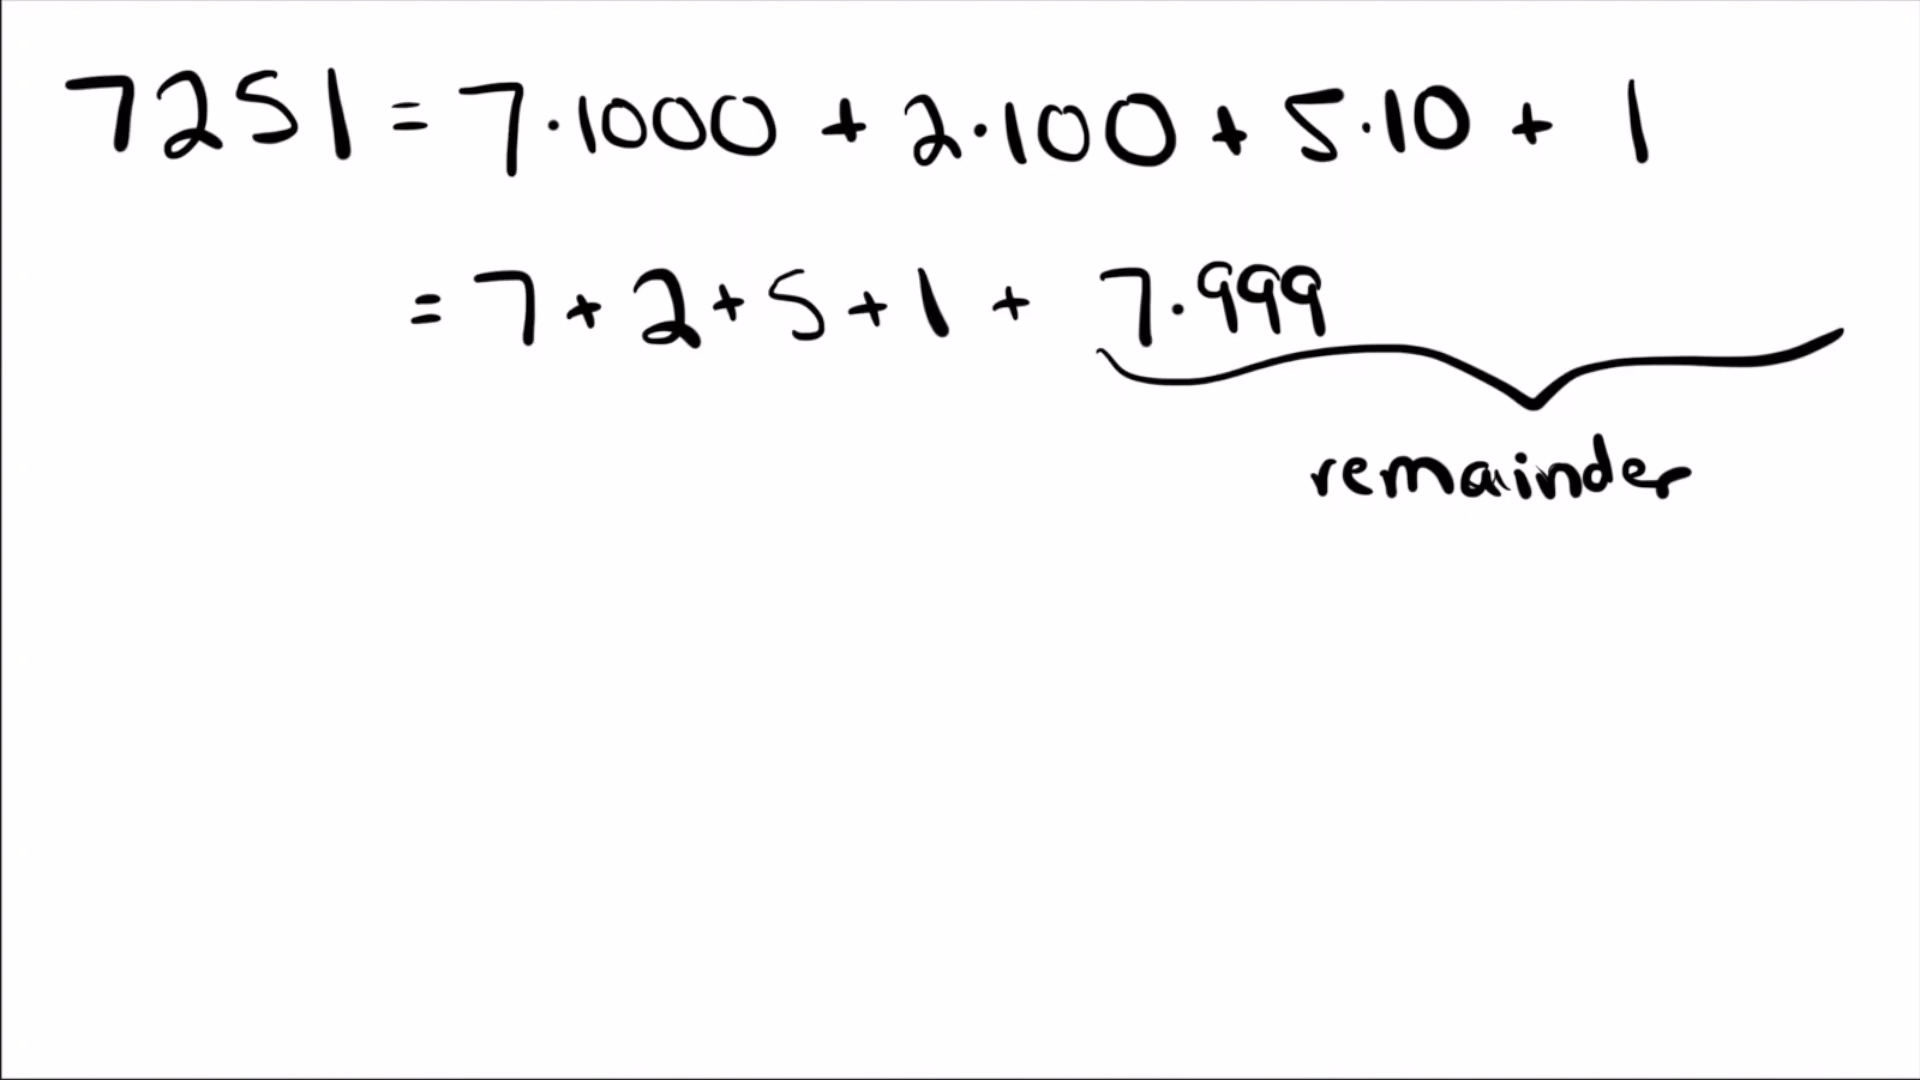 7251 = 7·1000 + 2·100 + 5·10 + 1
= 7 + 2 + 5 + 1 + 7·999
remainder